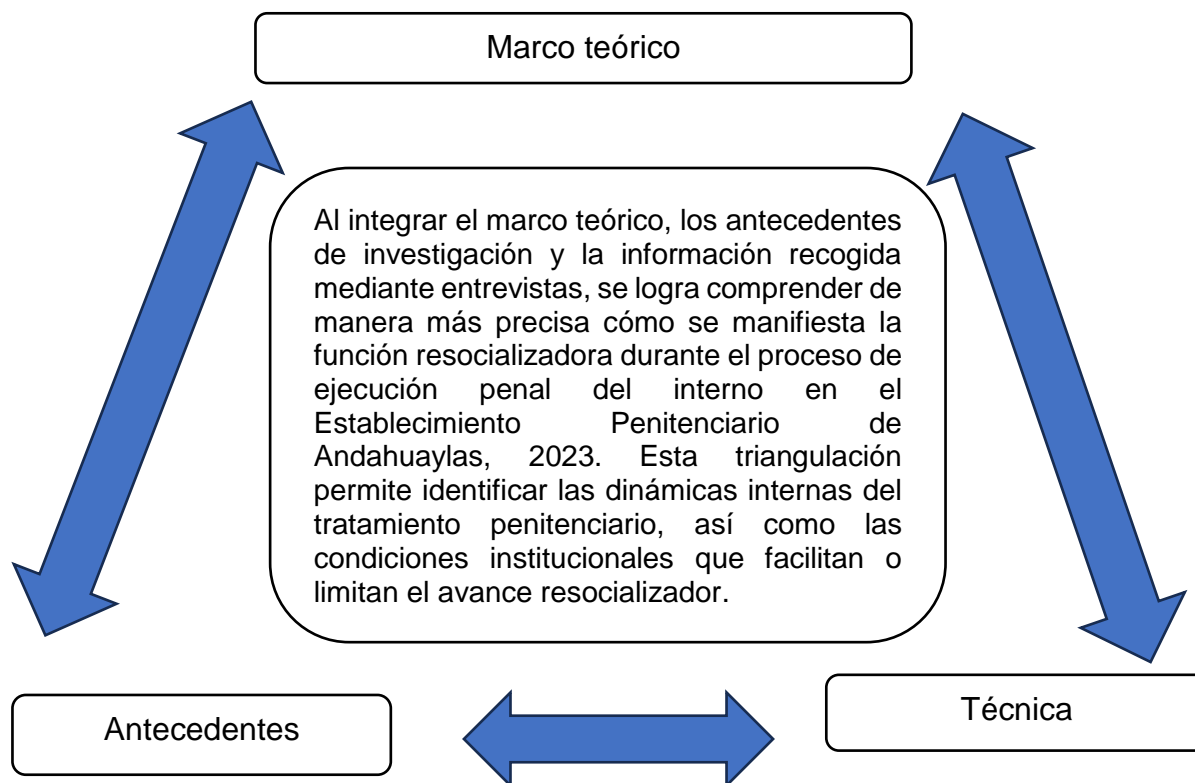 Marco teórico
Al integrar el marco teórico, los antecedentes
de investigación y la información recogida
mediante entrevistas, se logra comprender de
manera más precisa cómo se manifiesta la
función resocializadora durante el proceso de
ejecución penal del interno en el
Establecimiento Penitenciario de
Andahuaylas, 2023. Esta triangulación
permite identificar las dinámicas internas del
tratamiento penitenciario, así como las
condiciones institucionales que facilitan o
limitan el avance resocializador.
Antecedentes
Técnica